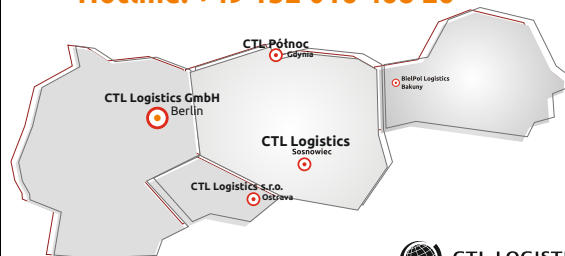 CTL Północ
Gdynia
BielPol Logistics
Bakuny
CTL Logistics GmbH
Berlin
CTL Logistics
Sosnowiec
CTL Logistics s.r.o.
Ostrava